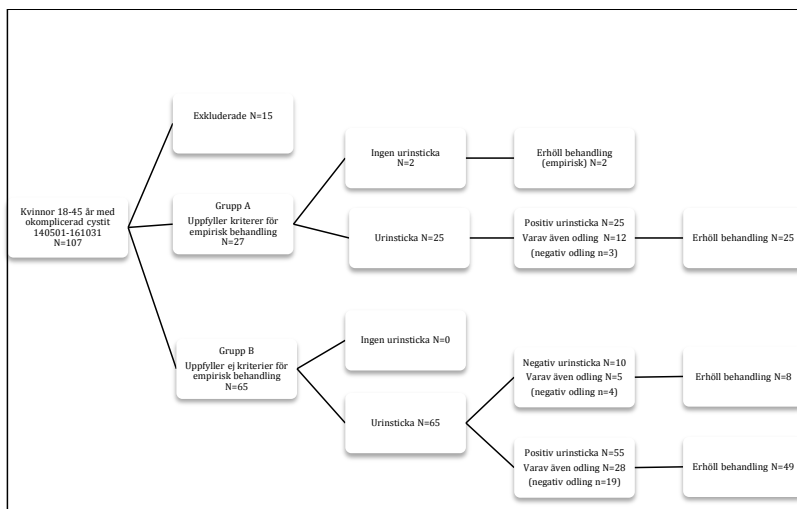 Kvinnor 18-45 år med
okomplicerad cystit
140501-161031
N=107
Exkluderade N=15
Grupp A
Uppfyller kriterer för
empirisk behandling
N=27
Ingen urinsticka
N=2
Erhöll behandling
(empirisk) N=2
Urinsticka N=25
Positiv urinsticka N=25
Varav även odling N=12
(negativ odling n=3)
Erhöll behandling N=25
Grupp B
Uppfyller ej kriterier för
empirisk behandling
N=65
Ingen urinsticka N=0
Urinsticka N=65
Negativ urinsticka N=10
Varav även odling N=5
(negativ odling n=4)
Erhöll behandling N=8
Positiv urinsticka N=55
Varav även odling N=28
(negativ odling n=19)
Erhöll behandling N=49